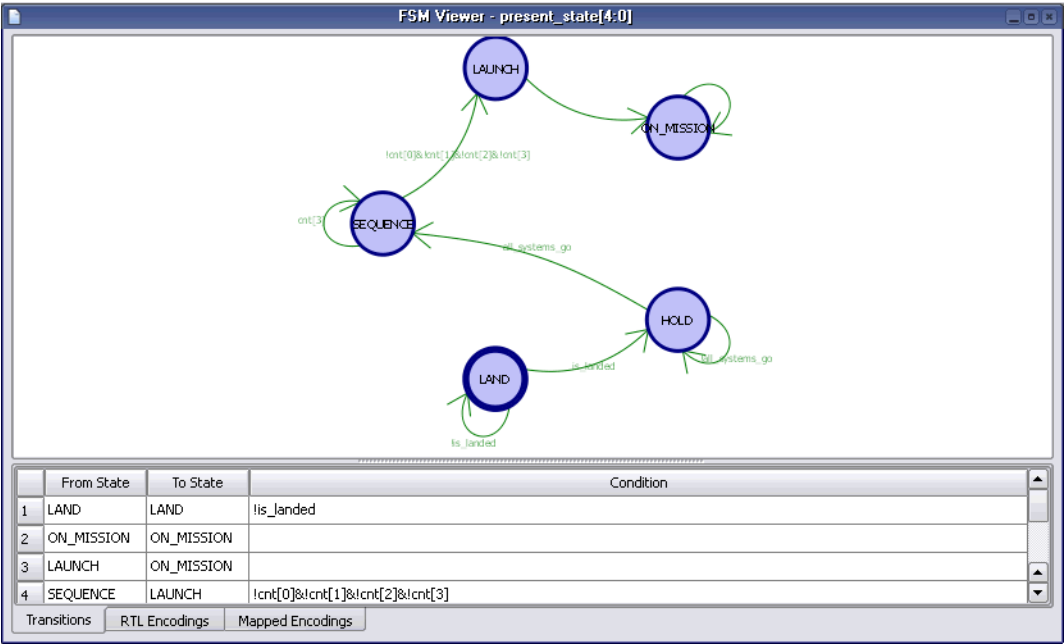 FSM Viewer - present_state[4:0]
LAUNCH
ON_MISSION
!cnt[0]&!cnt[1]&!cnt[2]&!cnt[3]
cnt[3]
SEQUENCE
all_systems_go
HOLD
!all_systems_go
is_landed
LAND
!is_landed
From State To State Condition
1 LAND LAND !is_landed
2 ON_MISSION ON_MISSION
3 LAUNCH ON_MISSION
4 SEQUENCE LAUNCH !cnt[0]&!cnt[1]&!cnt[2]&!cnt[3]
Transitions RTL Encodings Mapped Encodings